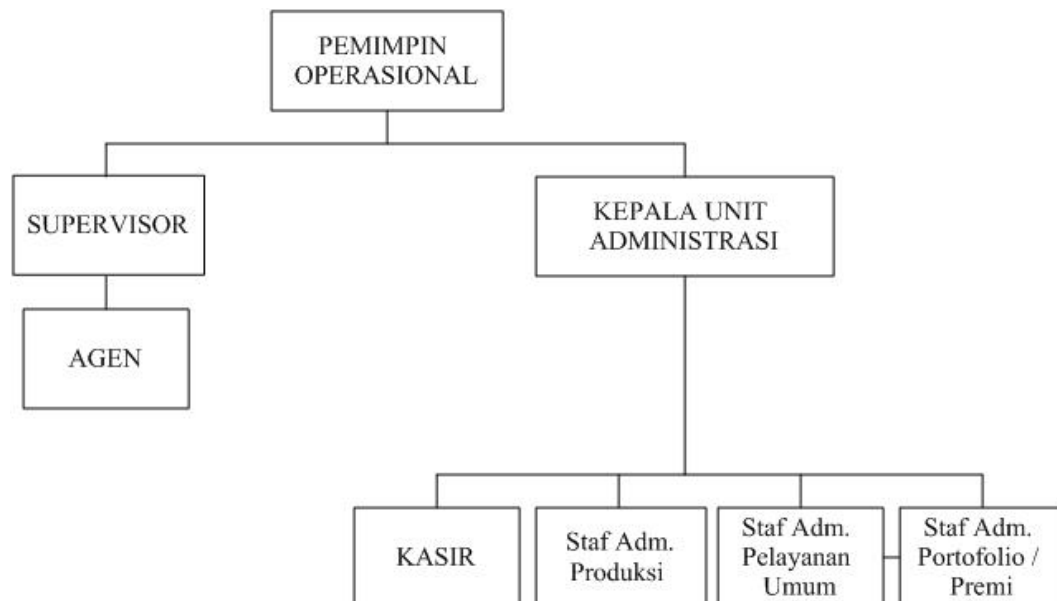 PEMIMPIN
OPERASIONAL
SUPERVISOR
KEPALA UNIT
ADMINISTRASI
AGEN
KASIR
Staf Adm.
Produksi
Staf Adm.
Pelayanan
Umum
Staf Adm.
Portofolio /
Premi